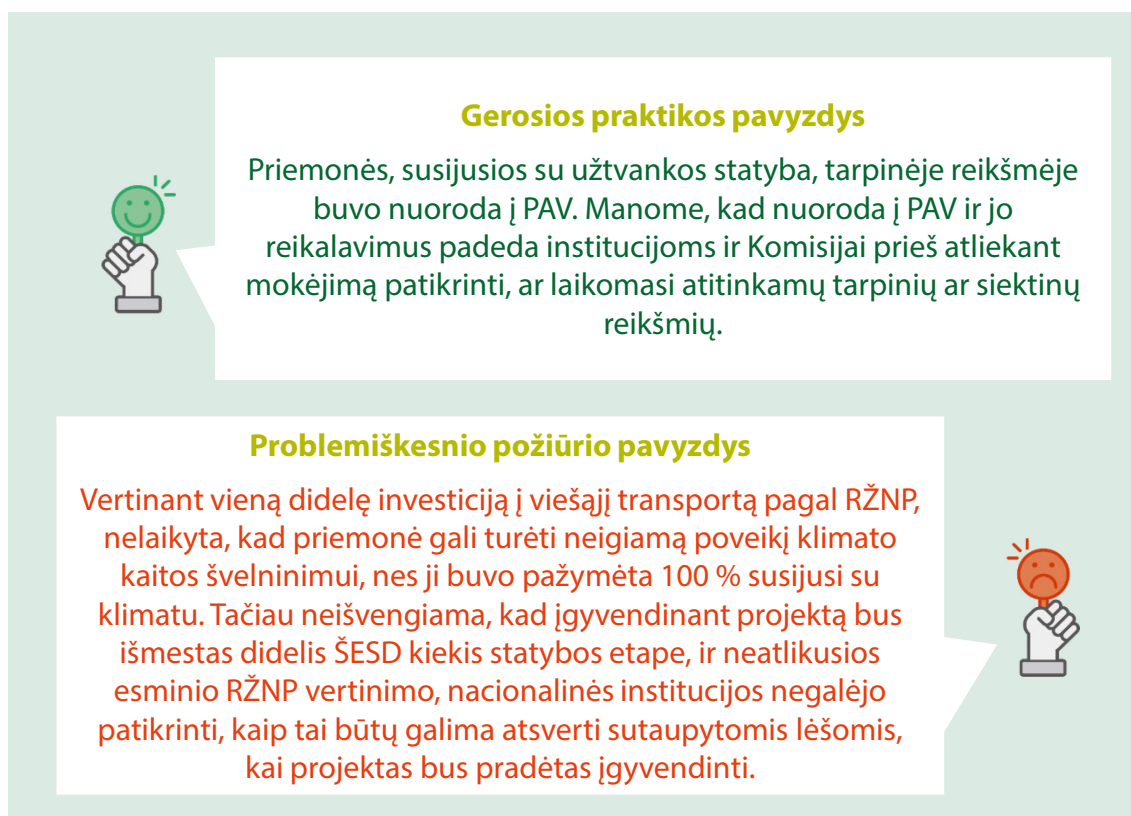 Gerosios praktikos pavyzdys
Priemonės, susijusios su užtvankos statyba, tarpinėje reikšmėje
buvo nuoroda į PAV. Manome, kad nuoroda į PAV ir jo
reikalavimus padeda institucijoms ir Komisijai prieš atliekant
mokėjimą patikrinti, ar laikomasi atitinkamų tarpinių ar siektinų
reikšmių.
Problemiškesnio požiūrio pavyzdys
Vertinant vieną didelę investiciją į viešąjį transportą pagal RŽNP,
nelaikyta, kad priemonė gali turėti neigiamą poveikį klimato
kaitos švelninimui, nes ji buvo pažymėta 100 % susijusi su
klimatu. Tačiau neišvengiama, kad įgyvendinant projektą bus
išmestas didelis ŠESD kiekis statybos etape, ir neatlikusios
esminio RŽNP vertinimo, nacionalinės institucijos negalėjo
patikrinti, kaip tai būtų galima atsverti sutaupytomis lėšomis,
kai projektas bus pradėtas įgyvendinti.